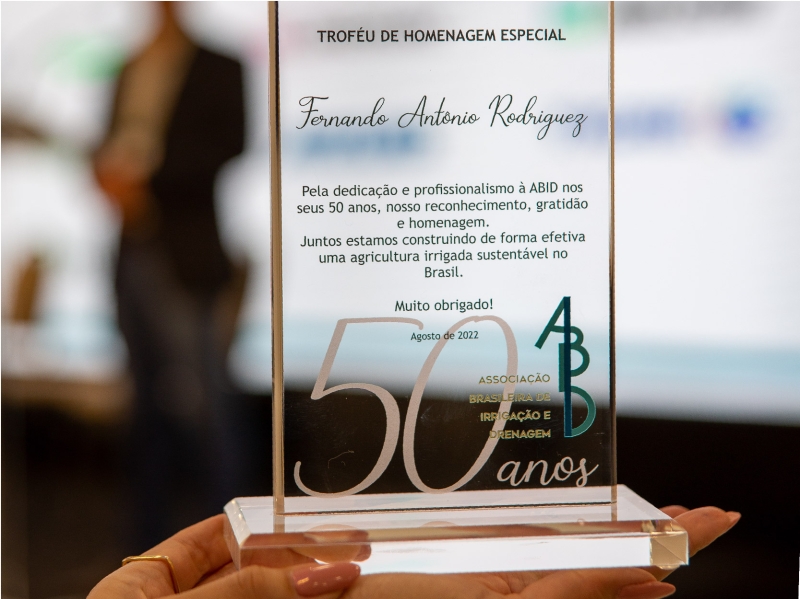 TROFÉU DE HOMENAGEM ESPECIAL
Fernando Antônio Rodriguez
Pela dedicação e profissionalismo à ABID nos
seus 50 anos, nosso reconhecimento, gratidão
e homenagem.
Juntos estamos construindo de forma efetiva
uma agricultura irrigada sustentável no
Brasil.
Muito obrigado!
Agosto de 2022
50
anos
ABID
ASSOCIAÇÃO
BRASILEIRA DE
IRRIGAÇÃO E
DRENAGEM